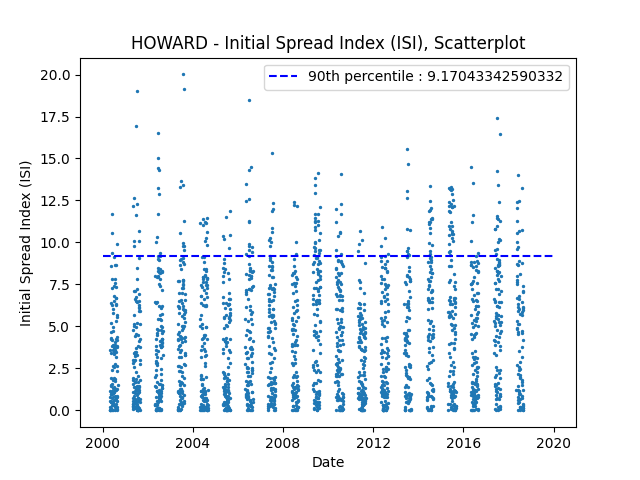 HOWARD - Initial Spread Index (ISI), Scatterplot
90th percentile : 9.17043342590332
20.0
17.5
15.0
12.5
10.0
7.5
5.0
2.5
0.0
Initial Spread Index (ISI)
2000 2004 2008 2012 2016 2020
Date